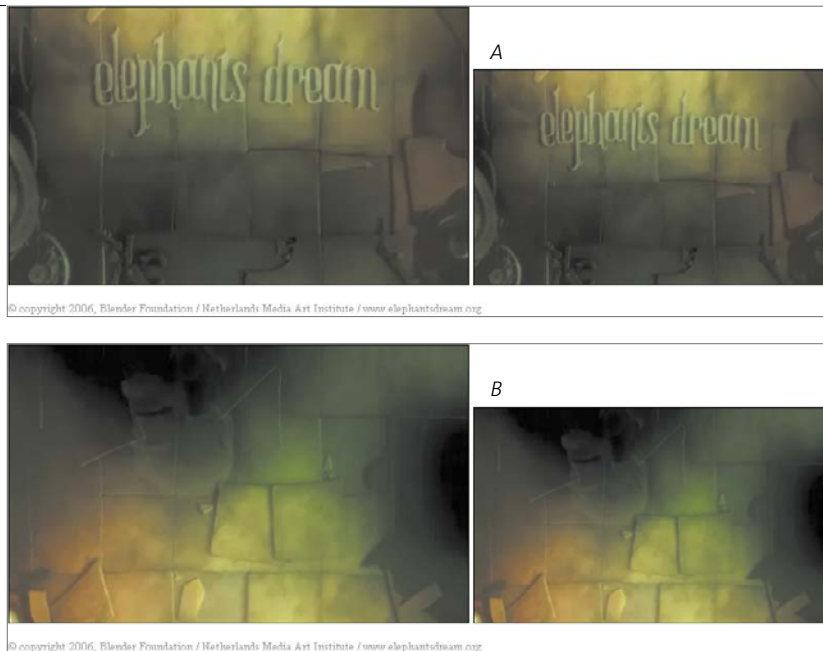 elephants dream
A
elephants dream
© copyright 2006, Blender Foundation / Netherlands Media Art Institute / www.elephantsdream.org
B
© copyright 2006, Blender Foundation / Netherlands Media Art Institute / www.elephantsdream.org